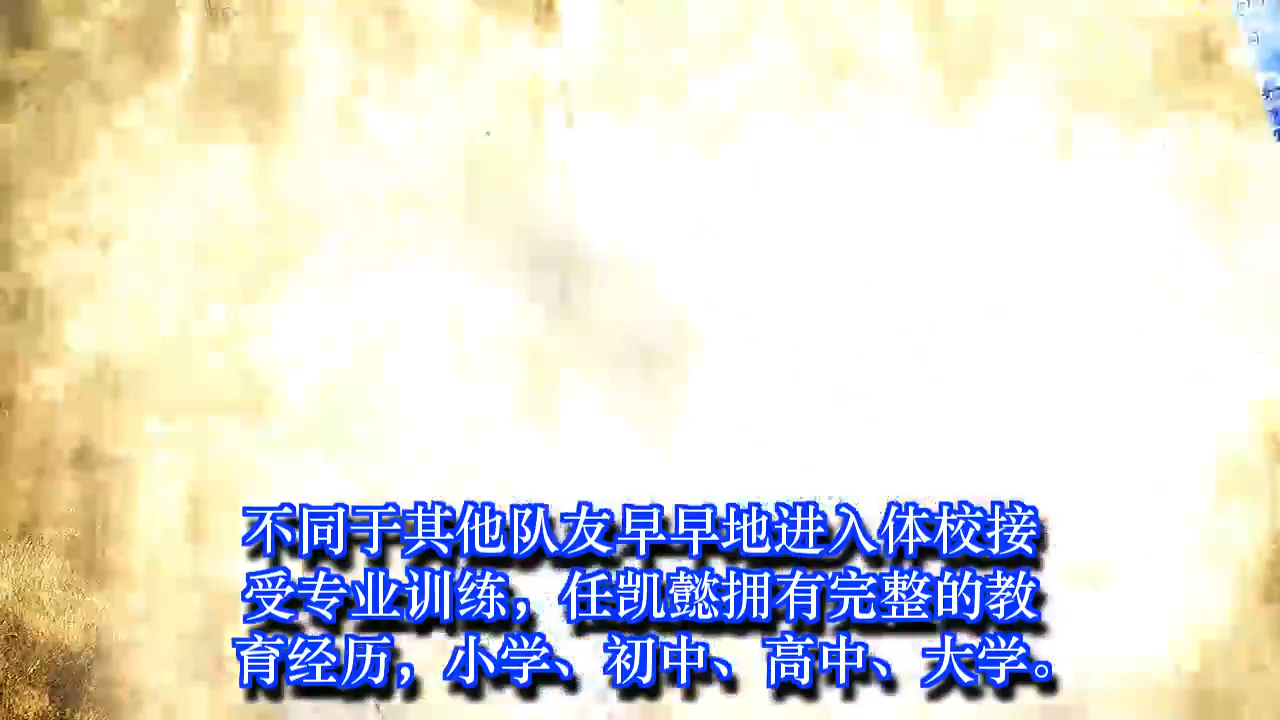 不同于其他队友早早地进入体校接
受专业训练，任凯懿拥有完整的教
育经历，小学、初中、高中、大学。